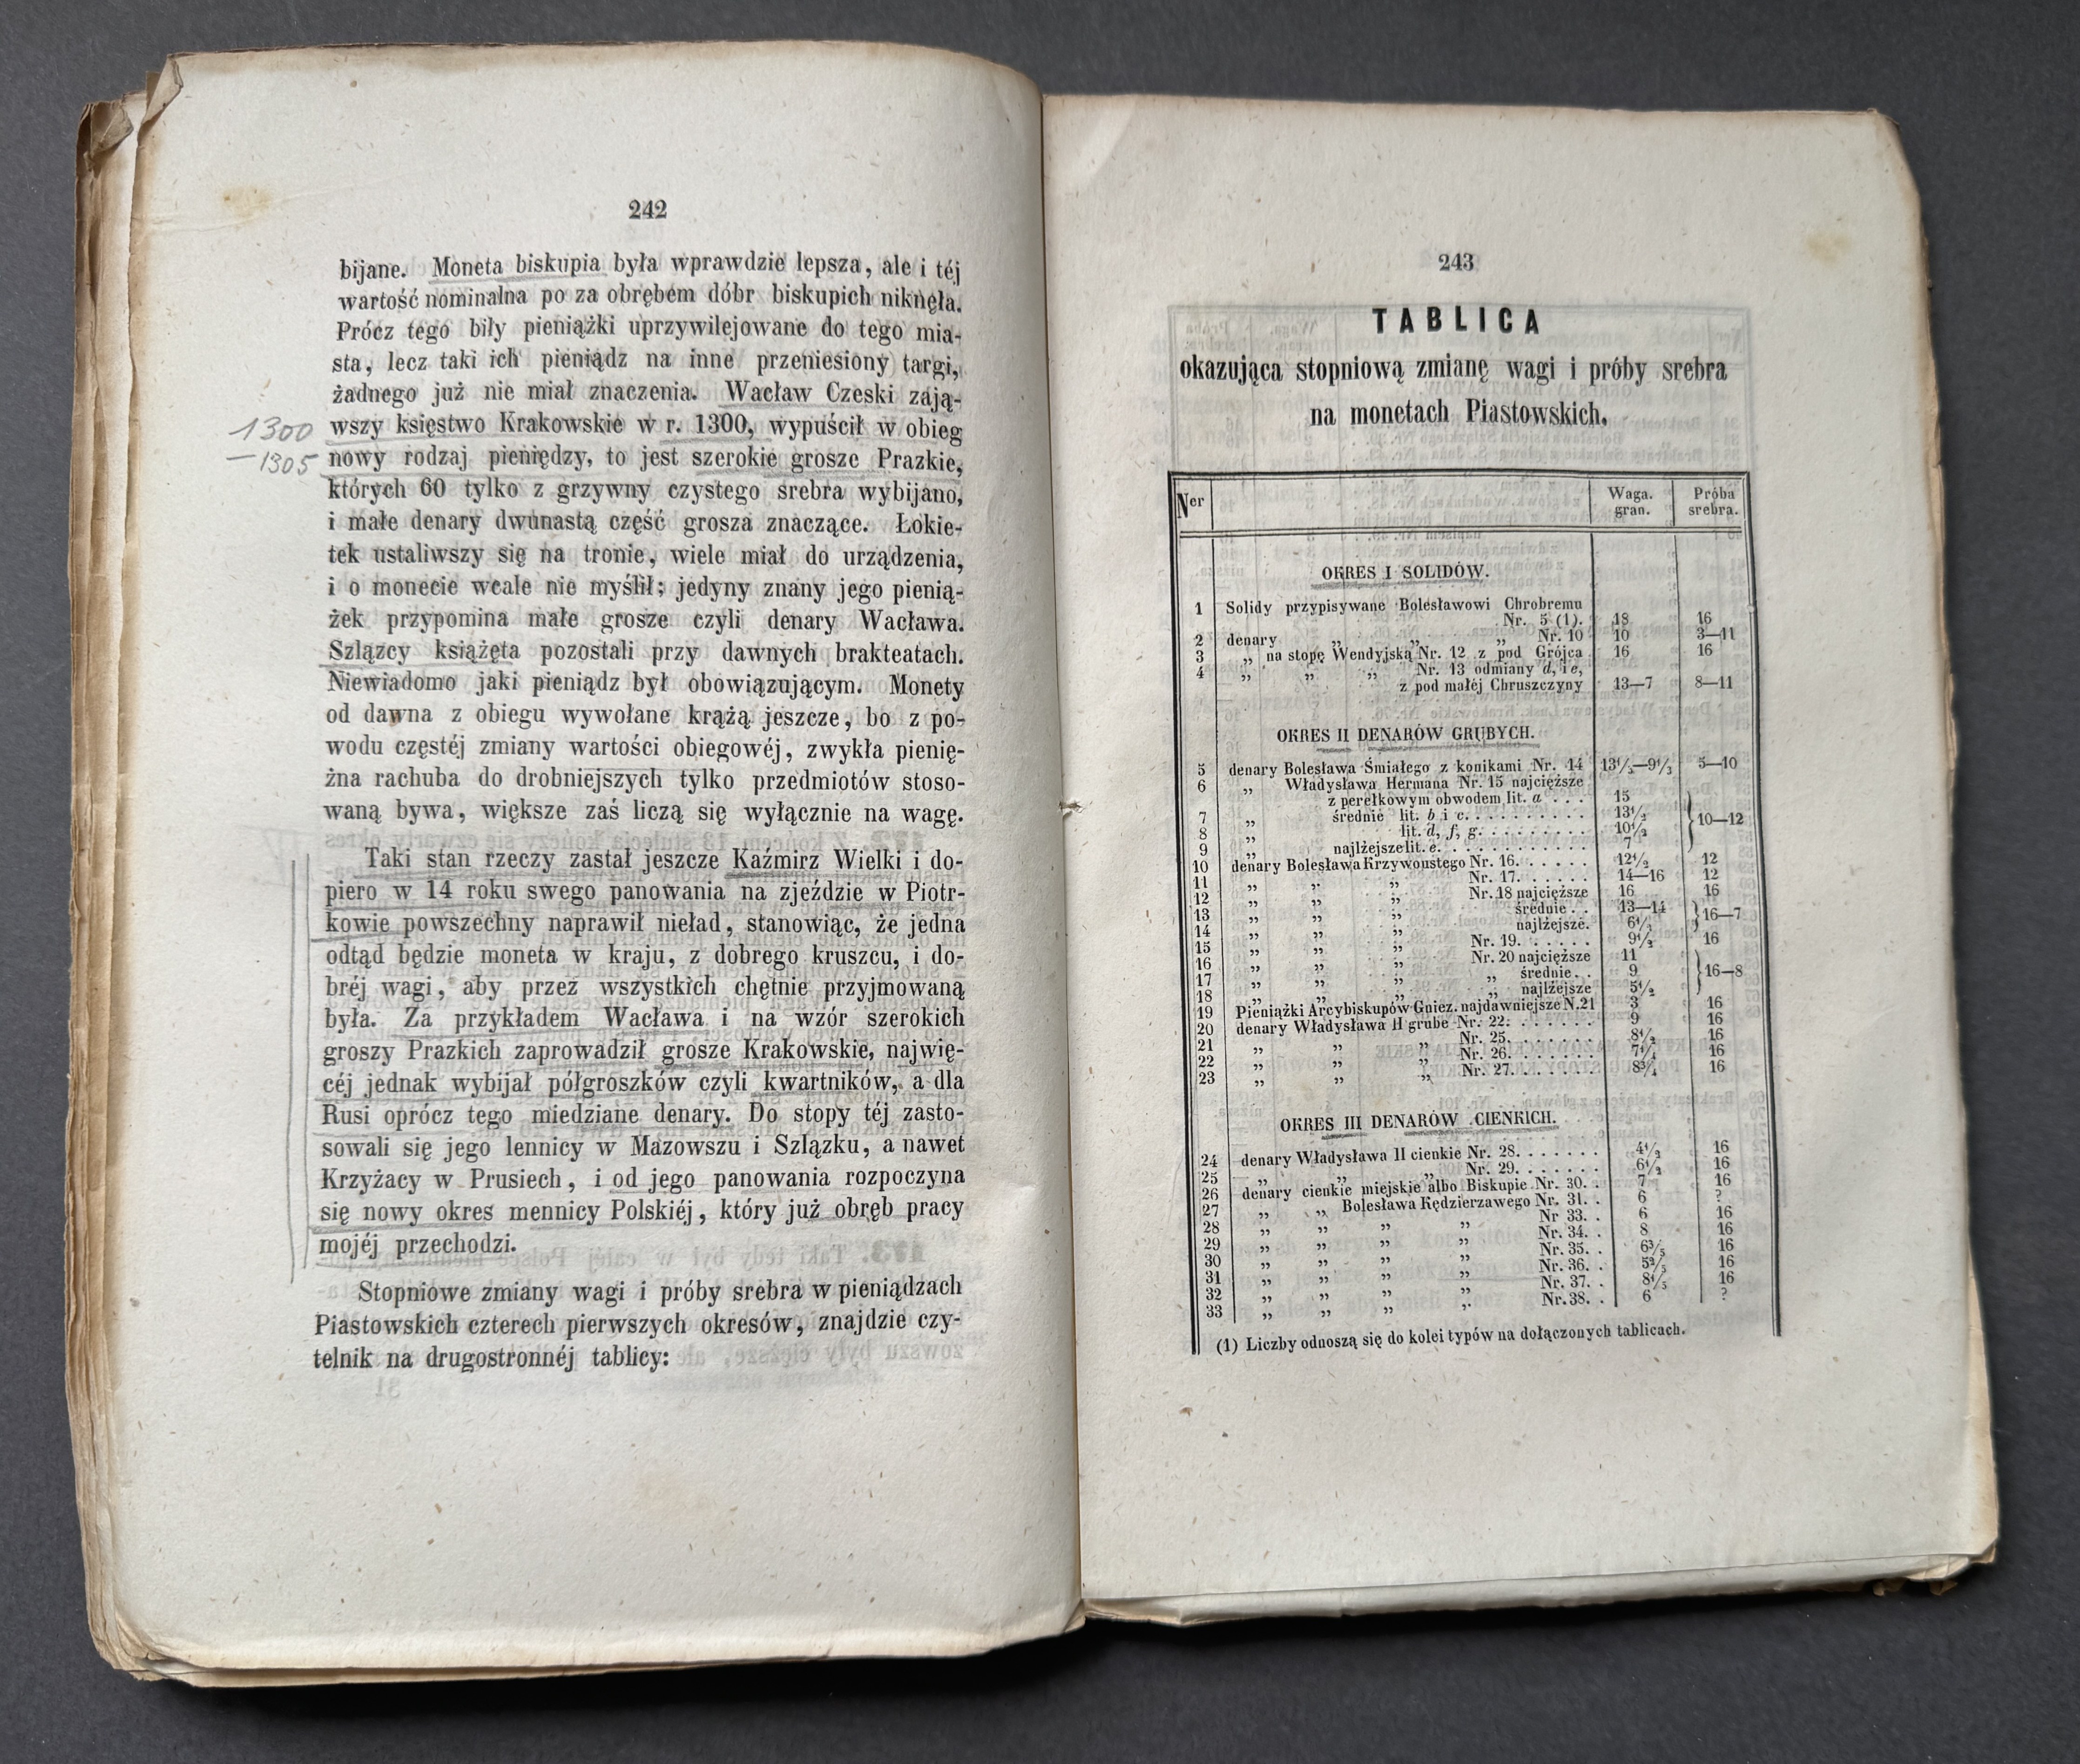 242
bijane. Moneta biskupia była wprawdzie lepsza, ale i téj
wartość nominalna po za obrębem dóbr biskupich niknęła.
Prócz tego biły pieniążki uprzywilejowane do tego mia-
sta, lecz taki ich pieniądz na inne przeniesiony targi,
żadnego już nie miał znaczenia. Wacław Czeski zają-
1300 wszy księstwo Krakowskie w r. 1300, wypuścił w obieg
—1305 nowy rodzaj pieniędzy, to jest szerokie grosze Prazkie,
których 60 tylko z grzywny czystego srebra wybijano,
i małe denary dwunastą część grosza znaczące. Łokie-
tek ustaliwszy się na tronie, wiele miał do urządzenia,
i o monecie wcale nie myślił; jedyny znany jego pienią-
żek przypomina małe grosze czyli denary Wacława.
Szlązcy książęta pozostali przy dawnych brakteatach.
Niewiadomo jaki pieniądz był obowiązującym. Monety
od dawna z obiegu wywołane krążą jeszcze, bo z po-
wodu częstéj zmiany wartości obiegowéj, zwykła pienię-
żna rachuba do drobniejszych tylko przedmiotów stoso-
waną bywa, większe zaś liczą się wyłącznie na wagę.
Taki stan rzeczy zastał jeszcze Kaźmirz Wielki i do-
piero w 14 roku swego panowania na zjeździe w Piotr-
kowie powszechny naprawił nieład, stanowiąc, że jedna
odtąd będzie moneta w kraju, z dobrego kruszcu, i do-
bréj wagi, aby przez wszystkich chętnie przyjmowaną
była. Za przykładem Wacława i na wzór szerokich
groszy Prazkich zaprowadził grosze Krakowskie, najwię-
céj jednak wybijał półgroszków czyli kwartników, a dla
Rusi oprócz tego miedziane denary. Do stopy téj zasto-
sowali się jego lennicy w Mazowszu i Szlązku, a nawet
Krzyżacy w Prusiech, i od jego panowania rozpoczyna
się nowy okres mennicy Polskiéj, który już obręb pracy
mojéj przechodzi.
Stopniowe zmiany wagi i próby srebra w pieniądzach
Piastowskich czterech pierwszych okresów, znajdzie czy-
telnik na drugostronnéj tablicy:
243
TABLICA
okazująca stopniową zmianę wagi i próby srebra
na monetach Piastowskich.
Ner Waga. gran. Próba srebra.
OKRES I SOLIDÓW.
1 Solidy przypisywane Bolesławowi Chrobremu
Nr. 5 (1). 18 16
2 denary „ „ „ Nr. 10 10 3—11
3 „ na stopę Wendyjską Nr. 12 z pod Grójca 16 16
4 „ „ „ Nr. 13 odmiany d, i e,
z pod małéj Chruszczyny 13—7 8—11
OKRES II DENARÓW GRUBYCH.
5 denary Bolesława Śmiałego z konikami Nr. 14 13⅕—9⅓ 5—10
6 „ Władysława Hermana Nr. 15 najcięższe
z perełkowym obwodem lit. a . . . 15
7 „ średnie lit. b i c. . . . . . . . . . 13½ 10—12
8 „ lit. d, f, g. . . . . . . . . 10½
9 „ najlżejsze lit. e. . . . . . . . . . . 7
10 denary Bolesława Krzywoustego Nr. 16. . . . . . 12½ 12
11 „ „ „ Nr. 17. . . . . . 14—16 12
12 „ „ „ Nr. 18 najcięższe 16 16
13 „ „ „ średnie . . 13—14 16—7
14 „ „ „ najlżejsze. 6½
15 „ „ „ Nr. 19. . . . . . 9½ 16
16 „ „ „ Nr. 20 najcięższe 11
17 „ „ „ „ średnie . . 9 16—8
18 „ „ „ „ najlżejsze 5½
19 Pieniążki Arcybiskupów Gniez. najdawniejsze N. 21 3 16
20 denary Władysława II grube Nr. 22. . . . . . . 9 16
21 „ „ „ Nr. 25. . . . . . . 8½ 16
22 „ „ „ Nr. 26. . . . . . . 7¼ 16
23 „ „ „ Nr. 27. . . . . . . 8¾ 16
OKRES III DENARÓW CIENKICH.
24 denary Władysława II cienkie Nr. 28. . . . . . . 4½ 16
25 „ „ „ Nr. 29. . . . . . . 6½ 16
26 denary cienkie miejskie albo Biskupie Nr. 30. . 7 16
27 „ „ Bolesława Kędzierzawego Nr. 31. . 6 ?
28 „ „ „ „ Nr 33. . 6 16
29 „ „ „ „ Nr. 34. . 8 16
30 „ „ „ „ Nr. 35. . 6⅗ 16
31 „ „ „ „ Nr. 36. . 5⅖ 16
32 „ „ „ „ Nr. 37. . 8⅕ 16
33 „ „ „ „ Nr. 38. . 6 ?
(1) Liczby odnoszą się do kolei typów na dołączonych tablicach.